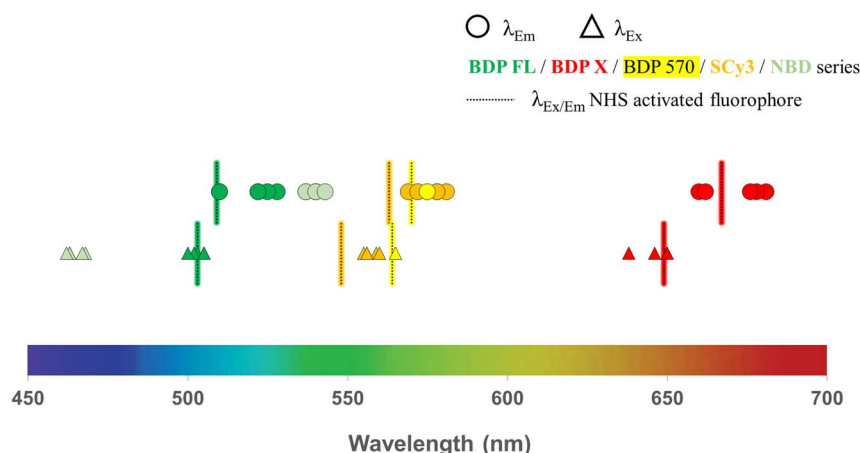 λEm λEx
BDP FL / BDP X / BDP 570 / SCy3 / NBD series
λEx/Em NHS activated fluorophore
450 500 550 600 650 700
Wavelength (nm)